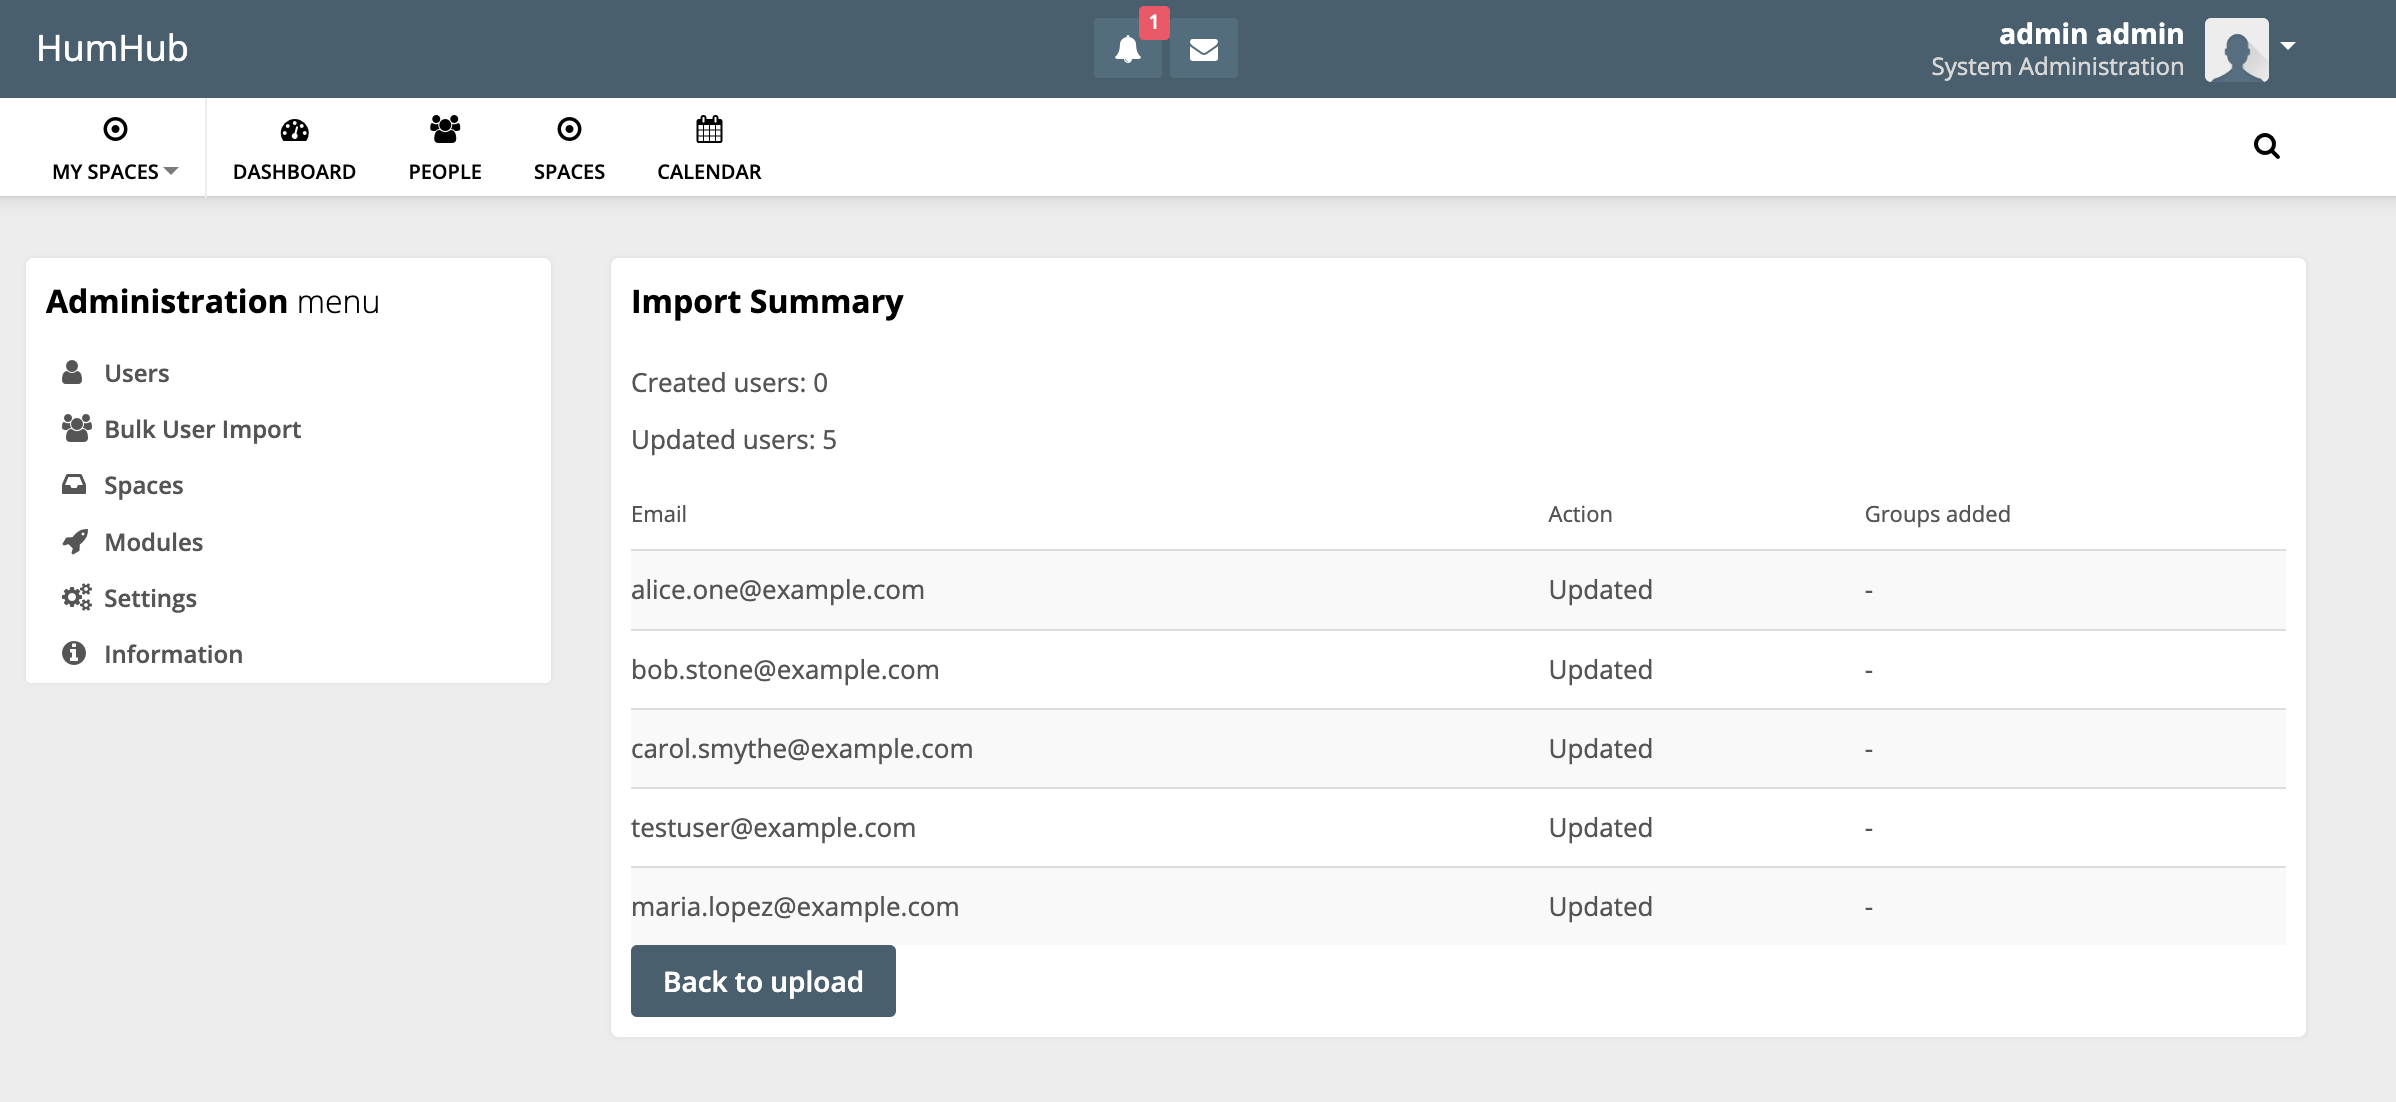 HumHub
1
admin admin
System Administration
MY SPACES
DASHBOARD
PEOPLE
SPACES
CALENDAR
Administration menu
Users
Bulk User Import
Spaces
Modules
Settings
Information
Import Summary
Created users: 0
Updated users: 5
Email Action Groups added
alice.one@example.com Updated -
bob.stone@example.com Updated -
carol.smythe@example.com Updated -
testuser@example.com Updated -
maria.lopez@example.com Updated -
Back to upload